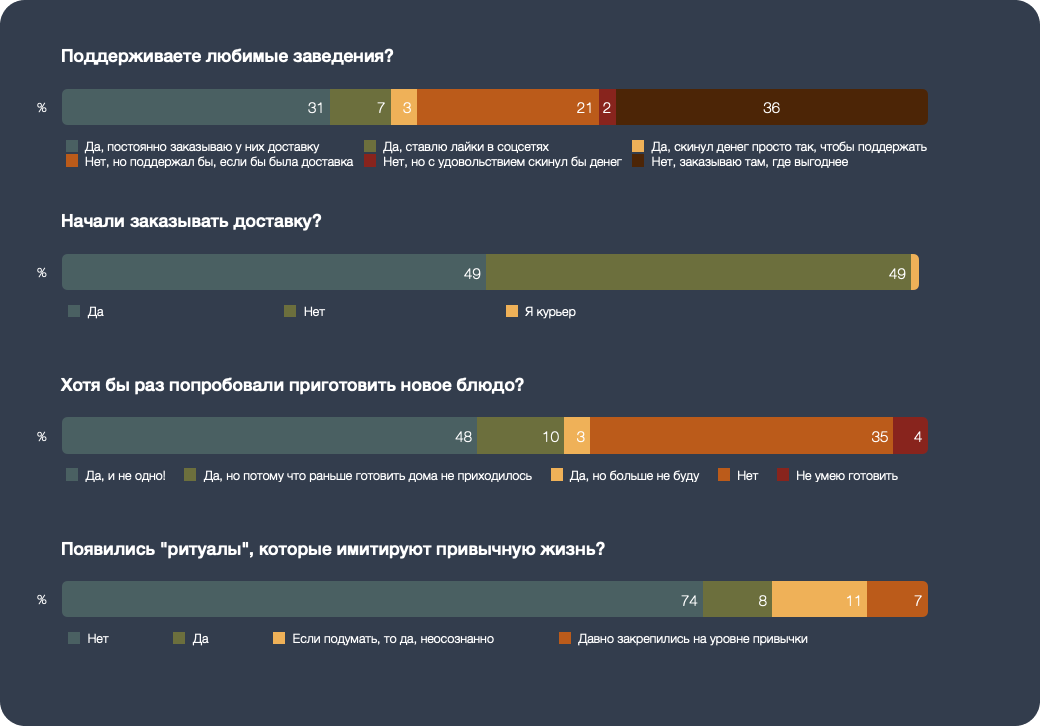 Поддерживаете любимые заведения?
% 31 7 3 21 2 36
Да, постоянно заказываю у них доставку Да, ставлю лайки в соцсетях Да, скинул денег просто так, чтобы поддержать
Нет, но поддержал бы, если бы была доставка Нет, но с удовольствием скинул бы денег Нет, заказываю там, где выгоднее
Начали заказывать доставку?
% 49 49
Да Нет Я курьер
Хотя бы раз попробовали приготовить новое блюдо?
% 48 10 3 35 4
Да, и не одно! Да, но потому что раньше готовить дома не приходилось Да, но больше не буду Нет Не умею готовить
Появились "ритуалы", которые имитируют привычную жизнь?
% 74 8 11 7
Нет Да Если подумать, то да, неосознанно Давно закрепились на уровне привычки